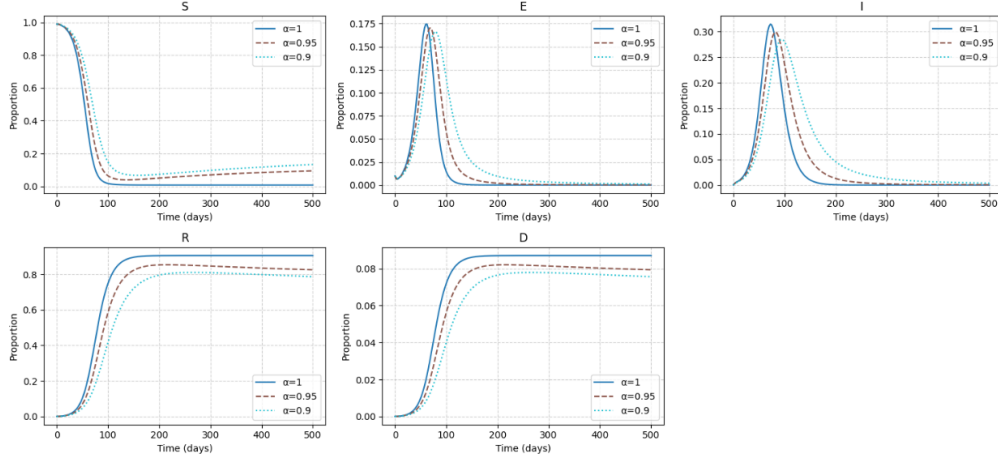 S
1.0
0.8
0.6
0.4
0.2
0.0
Proportion
0 100 200 300 400 500
Time (days)
α=1
α=0.95
α=0.9
E
0.175
0.150
0.125
0.100
0.075
0.050
0.025
0.000
Proportion
0 100 200 300 400 500
Time (days)
α=1
α=0.95
α=0.9
I
0.30
0.25
0.20
0.15
0.10
0.05
0.00
Proportion
0 100 200 300 400 500
Time (days)
α=1
α=0.95
α=0.9
R
0.8
0.6
0.4
0.2
0.0
Proportion
0 100 200 300 400 500
Time (days)
α=1
α=0.95
α=0.9
D
0.08
0.06
0.04
0.02
0.00
Proportion
0 100 200 300 400 500
Time (days)
α=1
α=0.95
α=0.9